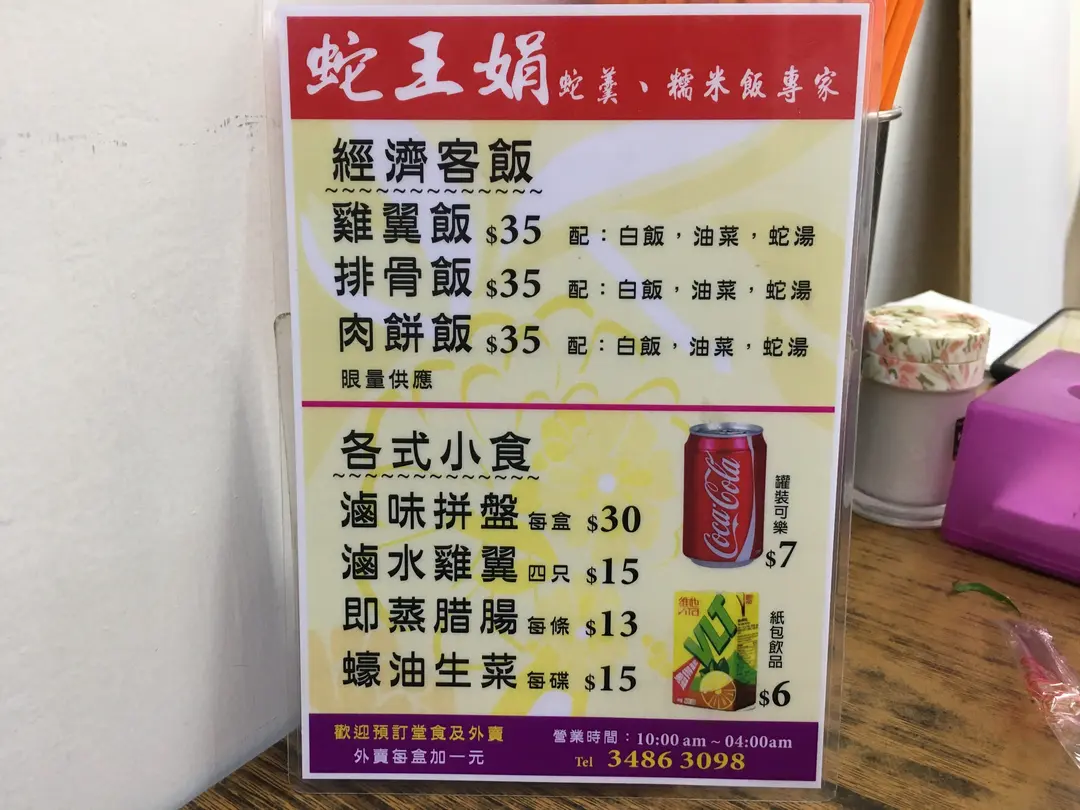 蛇王娟 蛇羹、糯米飯專家
經濟客飯
雞翼飯 $35 配：白飯，油菜，蛇湯
排骨飯 $35 配：白飯，油菜，蛇湯
肉餅飯 $35 配：白飯，油菜，蛇湯
眼量供應
各式小食
滷味拼盤 每盒 $30
滷水雞翼 四只 $15
即蒸腊腸 每條 $13
蠔油生菜 每碟 $15
Coca-Cola
罐裝可樂
$7
維他
VLT
紙包飲品
$6
歡迎預訂堂食及外賣
外賣每盒加一元
營業時間：10:00 am ~ 04:00am
Tel 3486 3098